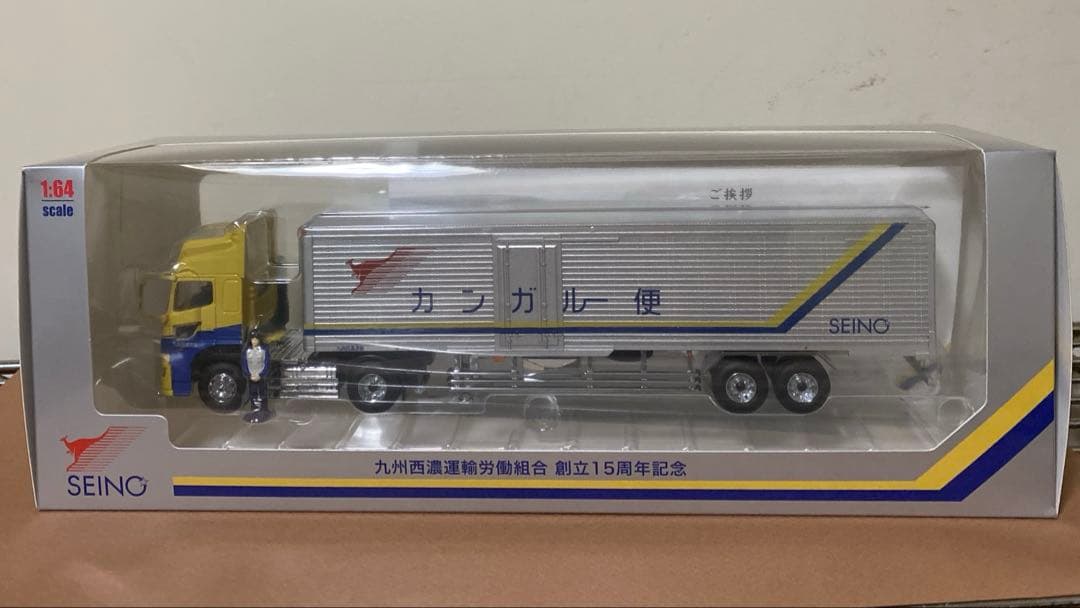 1:64
scale
ご挨拶
カンガルー便
SEINO
SEINO
九州西濃運輸労働組合 創立15周年記念